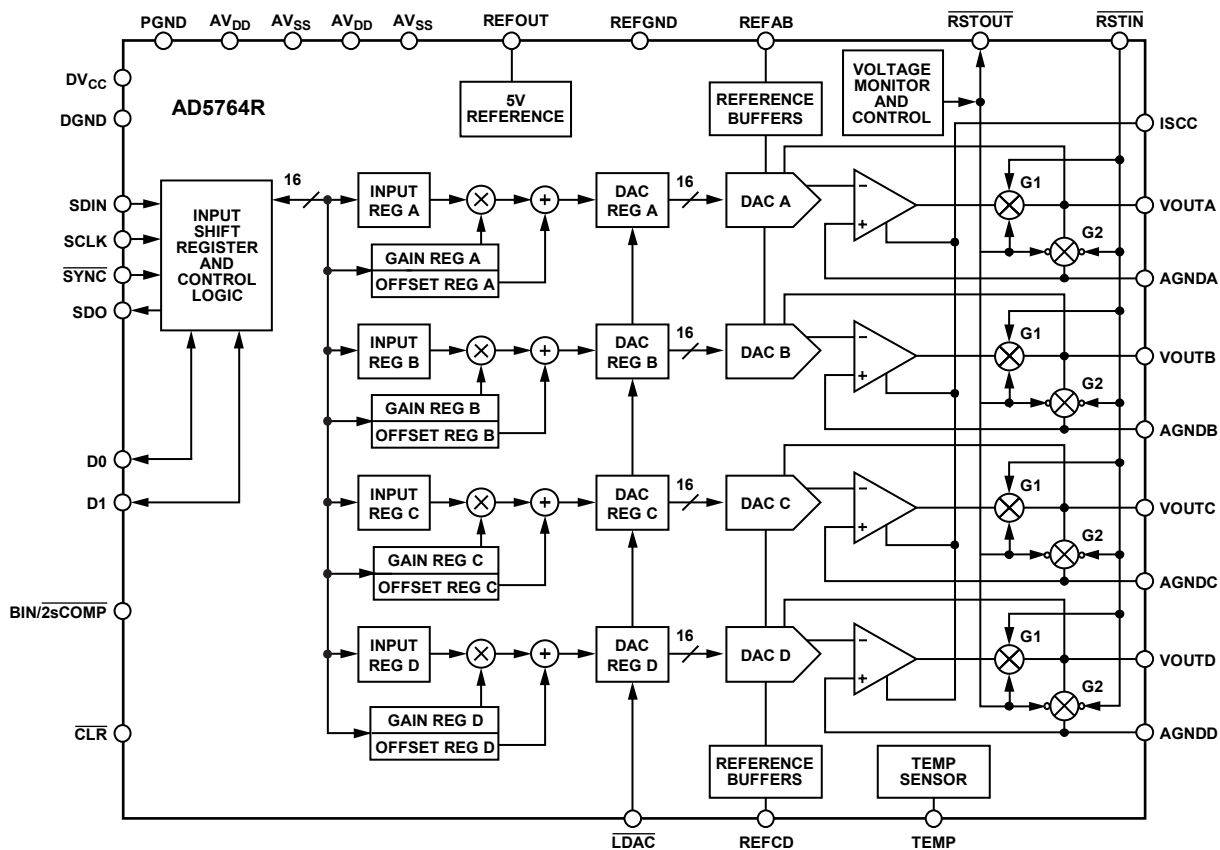 PGND AVDD AVSS AVDD AVSS REFOUT REFGND REFAB RSTOUT RSTIN
DVCC
DGND
AD5764R
5V
REFERENCE
REFERENCE
BUFFERS
VOLTAGE
MONITOR
AND
CONTROL
ISCC
SDIN
SCLK
SYNC
SDO
INPUT
SHIFT
REGISTER
AND
CONTROL
LOGIC
16
INPUT
REG A
×
+
DAC
REG A
16
DAC A
−
+
G1
G2
VOUTA
AGNDA
GAIN REG A
OFFSET REG A
INPUT
REG B
×
+
DAC
REG B
16
DAC B
−
+
G1
G2
VOUTB
AGNDB
GAIN REG B
OFFSET REG B
D0
D1
INPUT
REG C
×
+
DAC
REG C
16
DAC C
−
+
G1
G2
VOUTC
AGNDC
GAIN REG C
OFFSET REG C
BIN/2sCOMP
INPUT
REG D
×
+
DAC
REG D
16
DAC D
−
+
G1
G2
VOUTD
AGNDD
GAIN REG D
OFFSET REG D
CLR
REFERENCE
BUFFERS
TEMP
SENSOR
LDAC REFCD TEMP